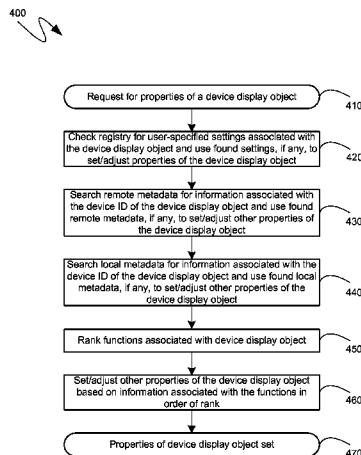 400
Request for properties of a device display object
410
Check registry for user-specified settings associated with
the device display object and use found settings, if any, to
set/adjust properties of the device display object
420
Search remote metadata for information associated with
the device ID of the device display object and use found
remote metadata, if any, to set/adjust other properties of
the device display object
430
Search local metadata for information associated with the
device ID of the device display object and use found local
metadata, if any, to set/adjust other properties of the
device display object
440
Rank functions associated with device display object
450
Set/adjust other properties of the device display object
based on information associated with the functions in
order of rank
460
Properties of device display object set
470